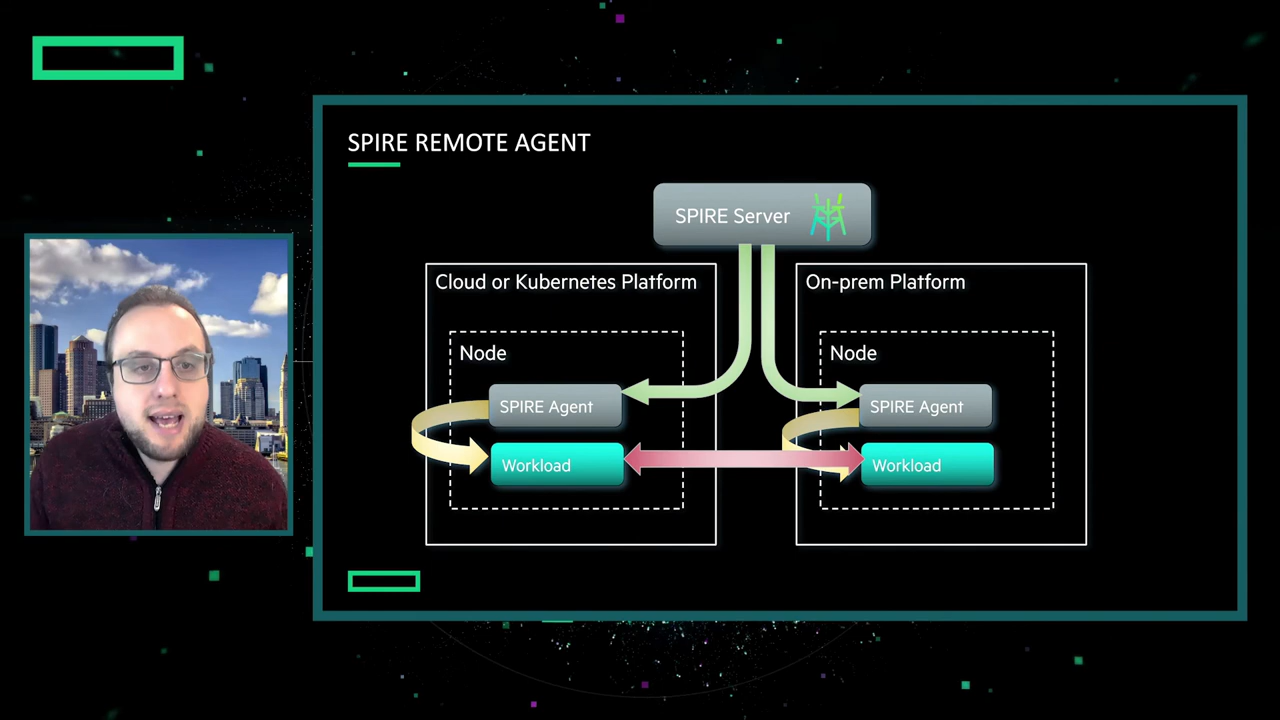 SPIRE REMOTE AGENT
SPIRE Server
Cloud or Kubernetes Platform
On-prem Platform
Node
Node
SPIRE Agent
SPIRE Agent
Workload
Workload